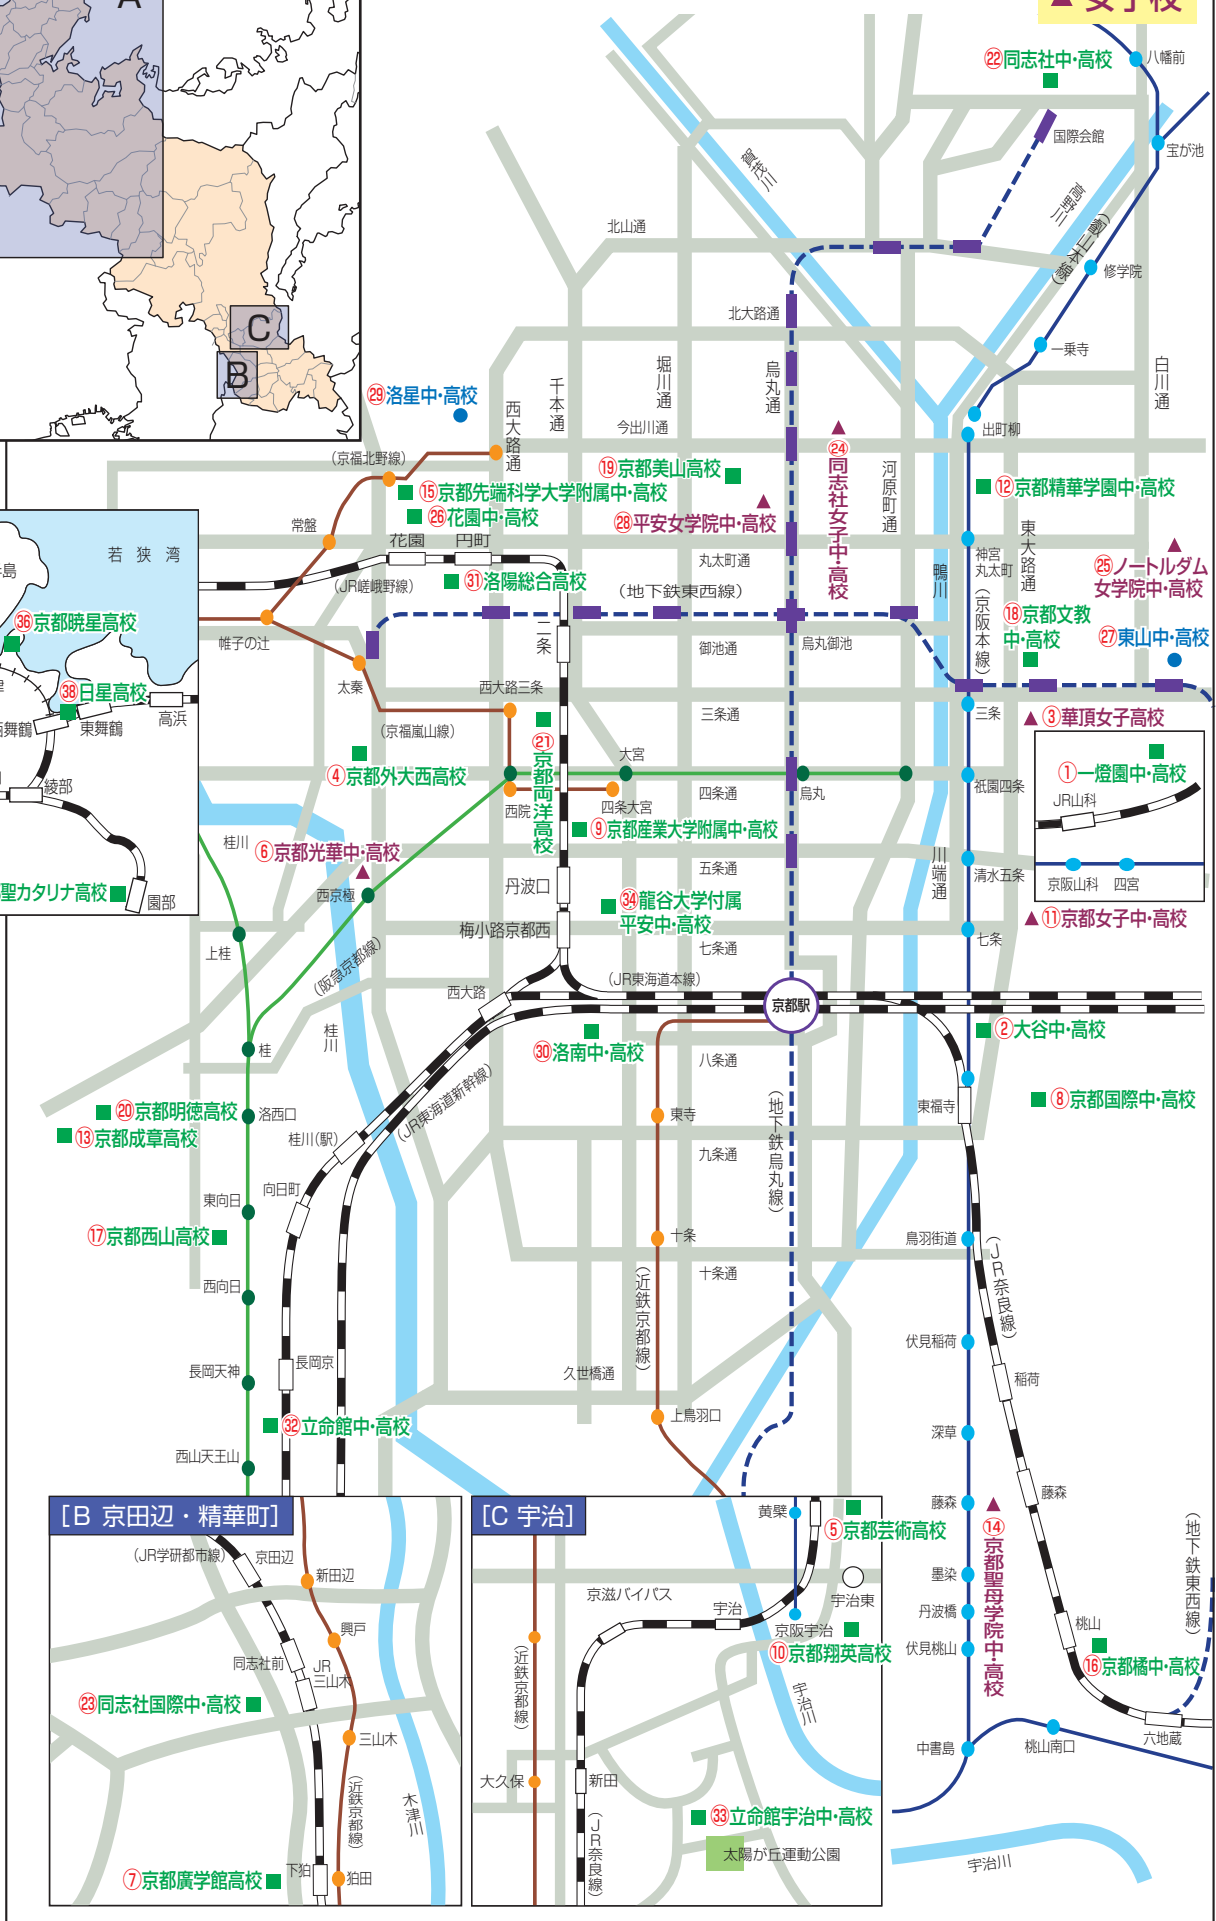 A
▲女子校
㉒同志社中・高校
八幡前
国際会館
宝が池
賀茂川
高野川
(叡山本線)
北山通
修学院
北大路通
一乗寺
C
B
㉙洛星中・高校
西大路通
千本通
堀川通
烏丸通
白川通
今出川通
出町柳
(京福北野線)
⑲京都美山高校
㉔同志社女子中・高校
河原町通
⑮京都先端科学大学附属中・高校
⑫京都精華学園中・高校
㉖花園中・高校
㉘平安女学院中・高校
常盤
花園
円町
丸太町通
神宮丸太町
東大路通
㉕ノートルダム
女学院中・高校
若狭湾
島
(JR嵯峨野線)
㉛洛陽総合高校
(地下鉄東西線)
鴨川
(京阪本線)
⑱京都文教
中・高校
㉗東山中・高校
㊱京都暁星高校
帷子の辻
二条
御池通
烏丸御池
㊳日星高校
太秦
西大路三条
三条通
三条
③華頂女子高校
西舞鶴
東舞鶴
高浜
(京福嵐山線)
㉑京都両洋高校
大宮
④京都外大西高校
①一燈園中・高校
綾部
西院
四条大宮
四条通
烏丸
祇園四条
JR山科
桂川
⑨京都産業大学附属中・高校
⑥京都光華中・高校
五条通
川端通
清水五条
京阪山科
四宮
聖カタリナ高校
園部
西京極
丹波口
㉞龍谷大学付属
平安中・高校
⑪京都女子中・高校
梅小路京都西
上桂
七条通
七条
(阪急京都線)
西大路
(JR東海道本線)
京都駅
桂川
②大谷中・高校
桂
㉚洛南中・高校
八条通
(JR東海道新幹線)
⑧京都国際中・高校
⑳京都明徳高校
洛西口
東寺
(地下鉄烏丸線)
東福寺
⑬京都成章高校
桂川(駅)
九条通
向日町
東向日
⑰京都西山高校
十条
鳥羽街道
(JR奈良線)
西向日
(近鉄京都線)
十条通
伏見稲荷
長岡天神
長岡京
久世橋通
稲荷
㉜立命館中・高校
上鳥羽口
深草
西山天王山
藤森
藤森
[B 京田辺・精華町]
[C 宇治]
黄檗
⑤京都芸術高校
⑭京都聖母学院中・高校
(地下鉄東西線)
(JR学研都市線)
京田辺
新田辺
京滋バイパス
宇治
宇治東
墨染
興戸
京阪宇治
丹波橋
桃山
同志社前
JR
三山木
(近鉄京都線)
⑩京都翔英高校
伏見桃山
⑯京都橘中・高校
㉓同志社国際中・高校
宇治川
三山木
中書島
桃山南口
六地蔵
(近鉄京都線)
木津川
大久保
新田
(JR奈良線)
㉝立命館宇治中・高校
太陽が丘運動公園
宇治川
⑦京都廣学館高校
下狛
狛田